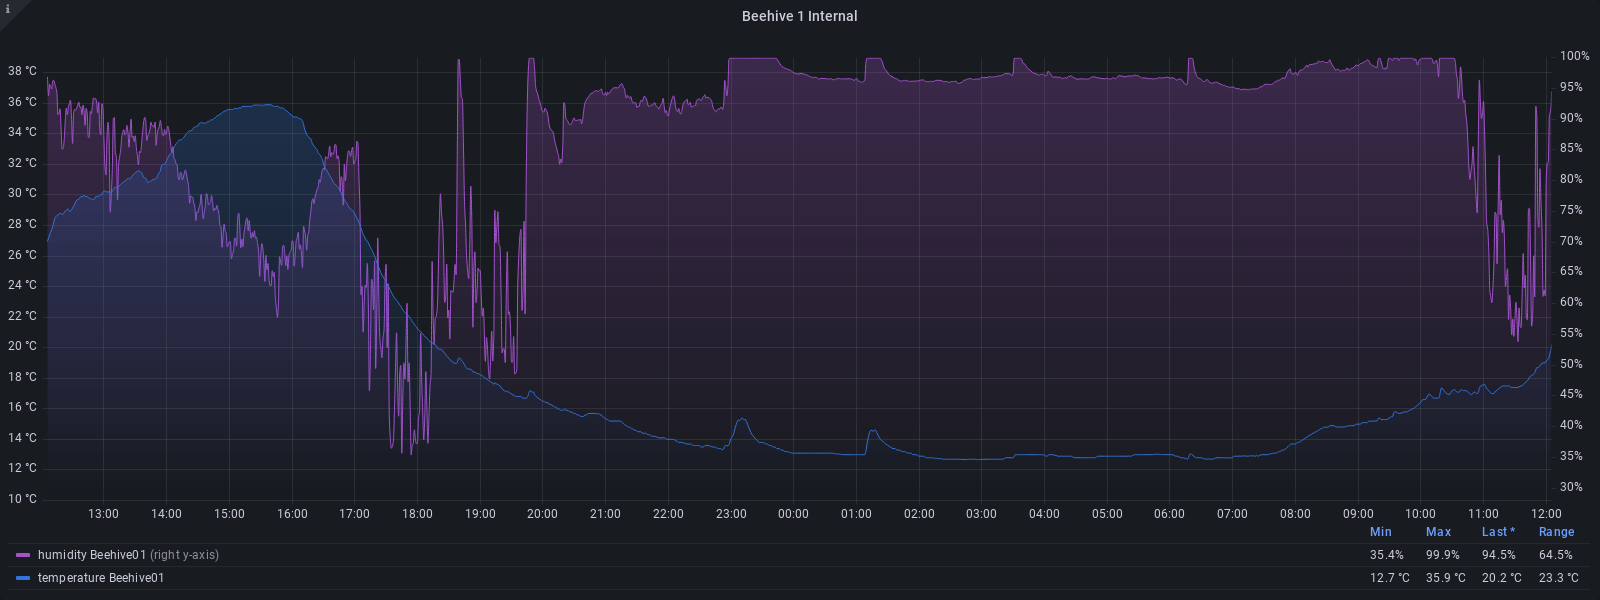 i
Beehive 1 Internal
38 °C
36 °C
34 °C
32 °C
30 °C
28 °C
26 °C
24 °C
22 °C
20 °C
18 °C
16 °C
14 °C
12 °C
10 °C
100%
95%
90%
85%
80%
75%
70%
65%
60%
55%
50%
45%
40%
35%
30%
13:00 14:00 15:00 16:00 17:00 18:00 19:00 20:00 21:00 22:00 23:00 00:00 01:00 02:00 03:00 04:00 05:00 06:00 07:00 08:00 09:00 10:00 11:00 12:00
Min Max Last * Range
humidity Beehive01 (right y-axis) 35.4% 99.9% 94.5% 64.5%
temperature Beehive01 12.7 °C 35.9 °C 20.2 °C 23.3 °C